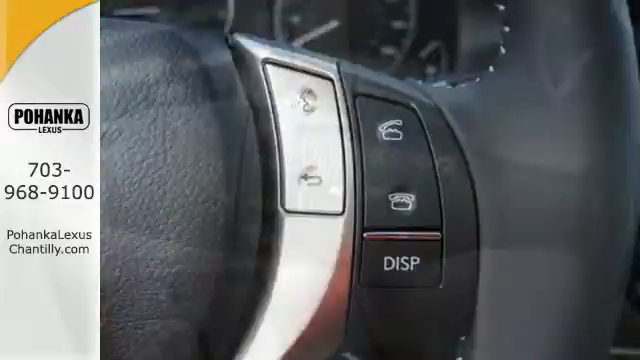 POHANKA
LEXUS
703-
968-9100
PohankaLexus
Chantilly.com
DISP